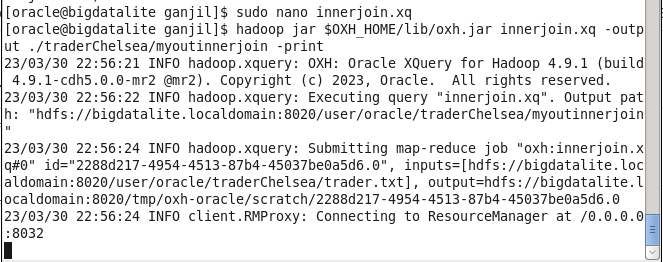 [oracle@bigdatalite ganjil]$ sudo nano innerjoin.xq
[oracle@bigdatalite ganjil]$ hadoop jar $OXH_HOME/lib/oxh.jar innerjoin.xq -outp
ut ./traderChelsea/myoutinnerjoin -print
23/03/30 22:56:21 INFO hadoop.xquery: OXH: Oracle XQuery for Hadoop 4.9.1 (build
 4.9.1-cdh5.0.0-mr2 @mr2). Copyright (c) 2023, Oracle.  All rights reserved.
23/03/30 22:56:22 INFO hadoop.xquery: Executing query "innerjoin.xq". Output pat
h: "hdfs://bigdatalite.localdomain:8020/user/oracle/traderChelsea/myoutinnerjoin
"
23/03/30 22:56:24 INFO hadoop.xquery: Submitting map-reduce job "oxh:innerjoin.x
q#0" id="2288d217-4954-4513-87b4-45037be0a5d6.0", inputs=[hdfs://bigdatalite.loc
aldomain:8020/user/oracle/traderChelsea/trader.txt], output=hdfs://bigdatalite.l
ocaldomain:8020/tmp/oxh-oracle/scratch/2288d217-4954-4513-87b4-45037be0a5d6.0
23/03/30 22:56:24 INFO client.RMProxy: Connecting to ResourceManager at /0.0.0.0
:8032